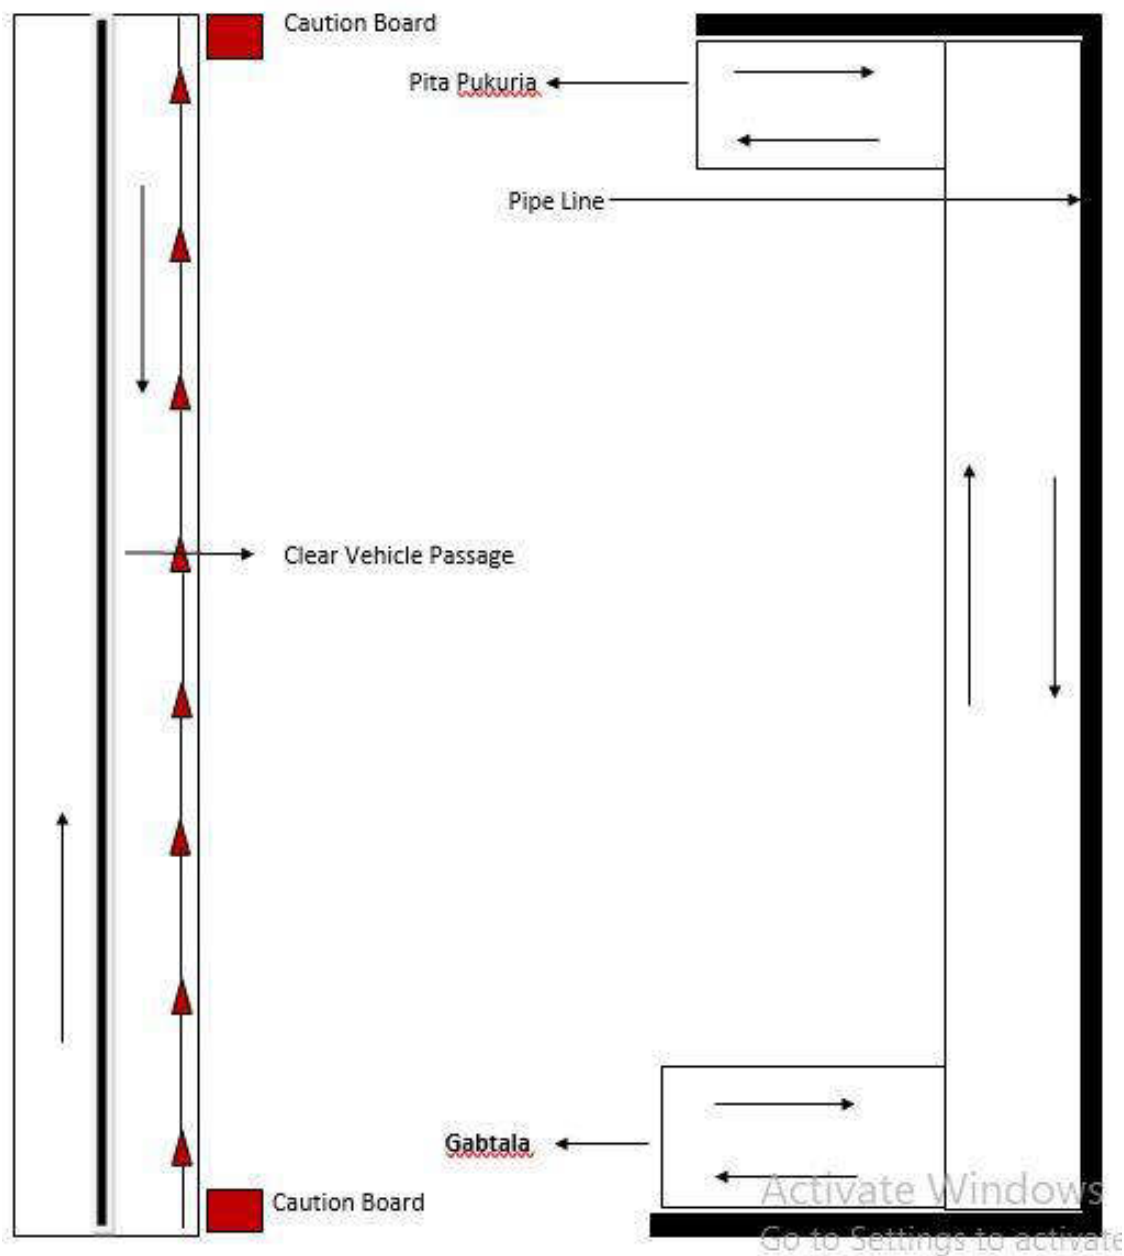 Caution Board
Pita Pukuria
Pipe Line
Clear Vehicle Passage
Gabtala
Caution Board
Activate Windows
Go to Settings to activate